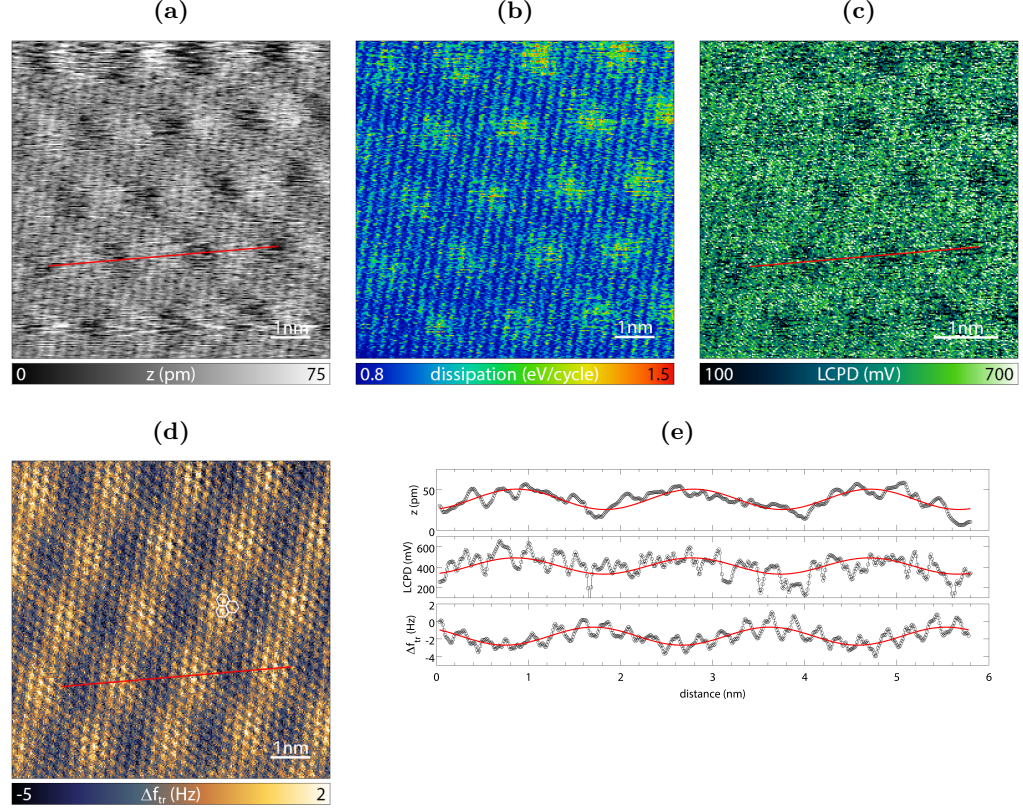 (a)
(b)
(c)
1nm
1nm
1nm
0 z (pm) 75
0.8 dissipation (eV/cycle) 1.5
100 LCPD (mV) 700
(d)
(e)
1nm
-5 Δf_tr (Hz) 2
z (pm)
50
0
LCPD (mV)
600
400
200
Δf_tr (Hz)
2
0
-2
-4
0 1 2 3 4 5 6
distance (nm)